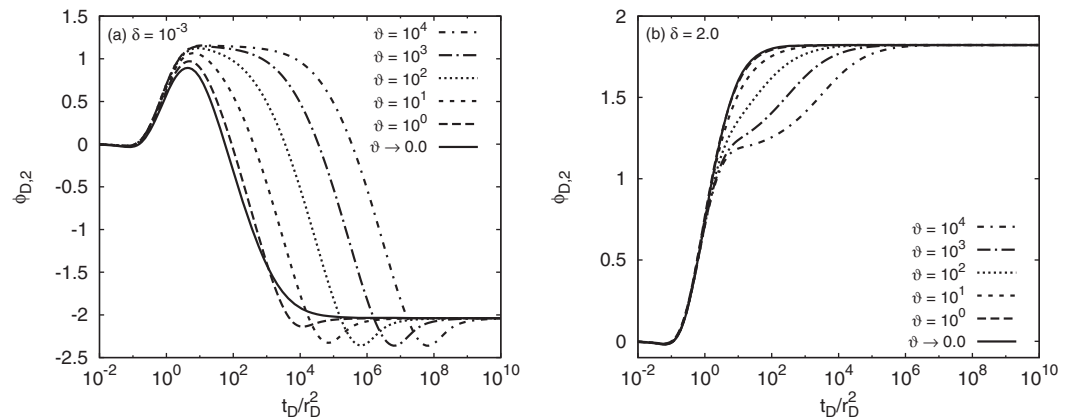 (a) δ = 10⁻³
ϑ = 10⁴
ϑ = 10³
ϑ = 10²
ϑ = 10¹
ϑ = 10⁰
ϑ → 0.0
1.5
1
0.5
0
-0.5
-1
-1.5
-2
-2.5
ϕD,2
10⁻² 10⁰ 10² 10⁴ 10⁶ 10⁸ 10¹⁰
tD/rD²
(b) δ = 2.0
2
1.5
1
0.5
0
ϕD,2
ϑ = 10⁴
ϑ = 10³
ϑ = 10²
ϑ = 10¹
ϑ = 10⁰
ϑ → 0.0
10⁻² 10⁰ 10² 10⁴ 10⁶ 10⁸ 10¹⁰
tD/rD²